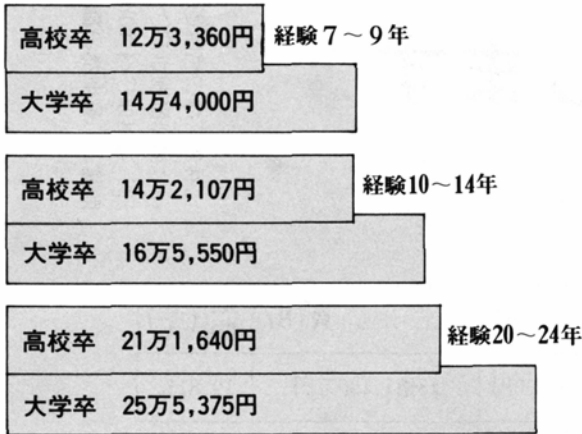 高校卒 12万3,360円 経験7～9年
大学卒 14万4,000円
高校卒 14万2,107円 経験10～14年
大学卒 16万5,550円
高校卒 21万1,640円 経験20～24年
大学卒 25万5,375円